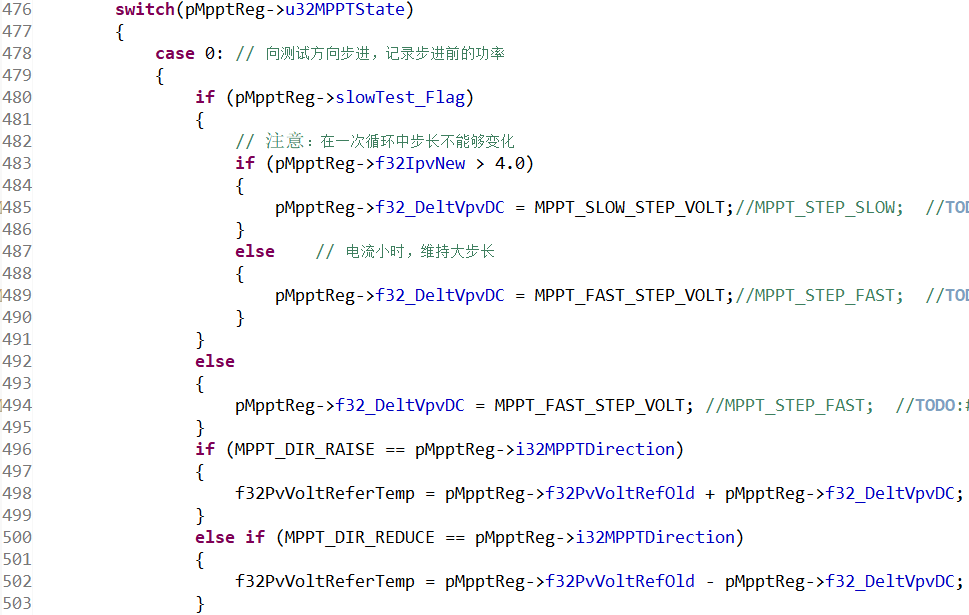 476 switch(pMpptReg->u32MPPTState)
477 {
478 case 0: // 向测试方向步进，记录步进前的功率
479 {
480 if (pMpptReg->slowTest_Flag)
481 {
482 // 注意：在一次循环中步长不能够变化
483 if (pMpptReg->f32IpvNew > 4.0)
484 {
485 pMpptReg->f32_DeltVpvDC = MPPT_SLOW_STEP_VOLT;//MPPT_STEP_SLOW; //TOD
486 }
487 else // 电流小时，维持大步长
488 {
489 pMpptReg->f32_DeltVpvDC = MPPT_FAST_STEP_VOLT;//MPPT_STEP_FAST; //TOD
490 }
491 }
492 else
493 {
494 pMpptReg->f32_DeltVpvDC = MPPT_FAST_STEP_VOLT; //MPPT_STEP_FAST; //TODO:#
495 }
496 if (MPPT_DIR_RAISE == pMpptReg->i32MPPTDirection)
497 {
498 f32PvVoltReferTemp = pMpptReg->f32PvVoltRefOld + pMpptReg->f32_DeltVpvDC;
499 }
500 else if (MPPT_DIR_REDUCE == pMpptReg->i32MPPTDirection)
501 {
502 f32PvVoltReferTemp = pMpptReg->f32PvVoltRefOld - pMpptReg->f32_DeltVpvDC;
503 }